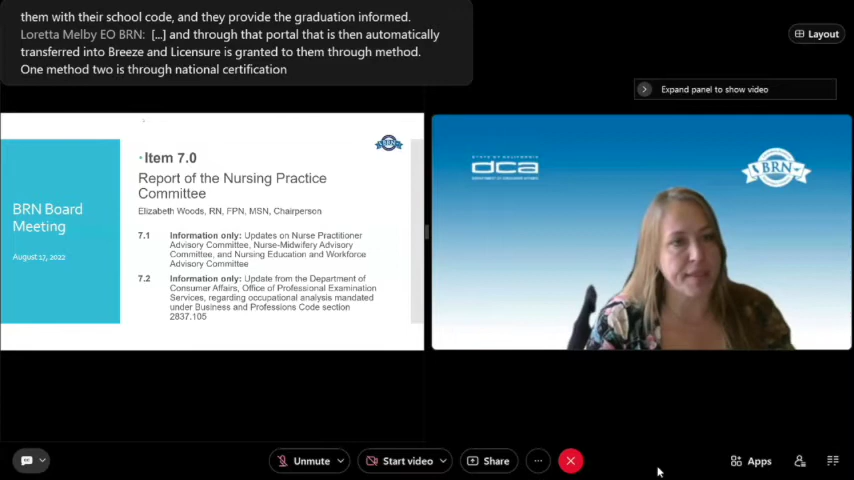 them with their school code, and they provide the graduation informed.
Loretta Melby EO BRN: [...] and through that portal that is then automatically
transferred into Breeze and Licensure is granted to them through method.
One method two is through national certification
Layout
Expand panel to show video
BRN Board
Meeting
August 17, 2022
BRN
• Item 7.0
Report of the Nursing Practice
Committee
Elizabeth Woods, RN, FPN, MSN, Chairperson
7.1 Information only: Updates on Nurse Practitioner
Advisory Committee, Nurse-Midwifery Advisory
Committee, and Nursing Education and Workforce
Advisory Committee
7.2 Information only: Update from the Department of
Consumer Affairs, Office of Professional Examination
Services, regarding occupational analysis mandated
under Business and Professions Code section
2837.105
STATE OF CALIFORNIA
dca
DEPARTMENT OF CONSUMER AFFAIRS
BRN
Unmute
Start video
Share
Apps